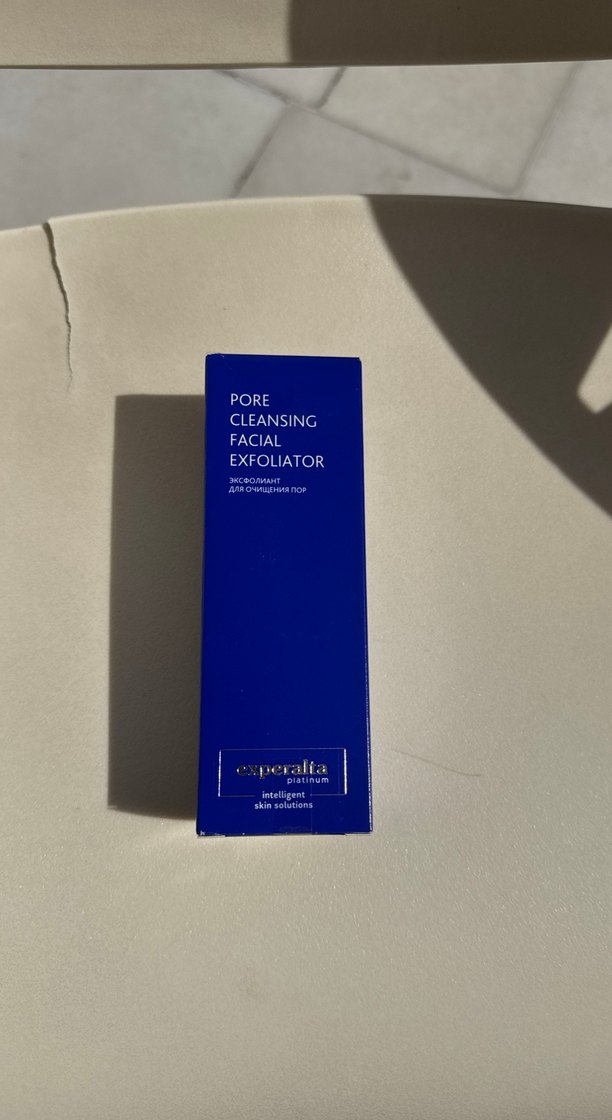 PORE
CLEANSING
FACIAL
EXFOLIATOR
ЭКСФОЛИАНТ
ДЛЯ ОЧИЩЕНИЯ ПОР
experalta
platinum
intelligent
skin solutions